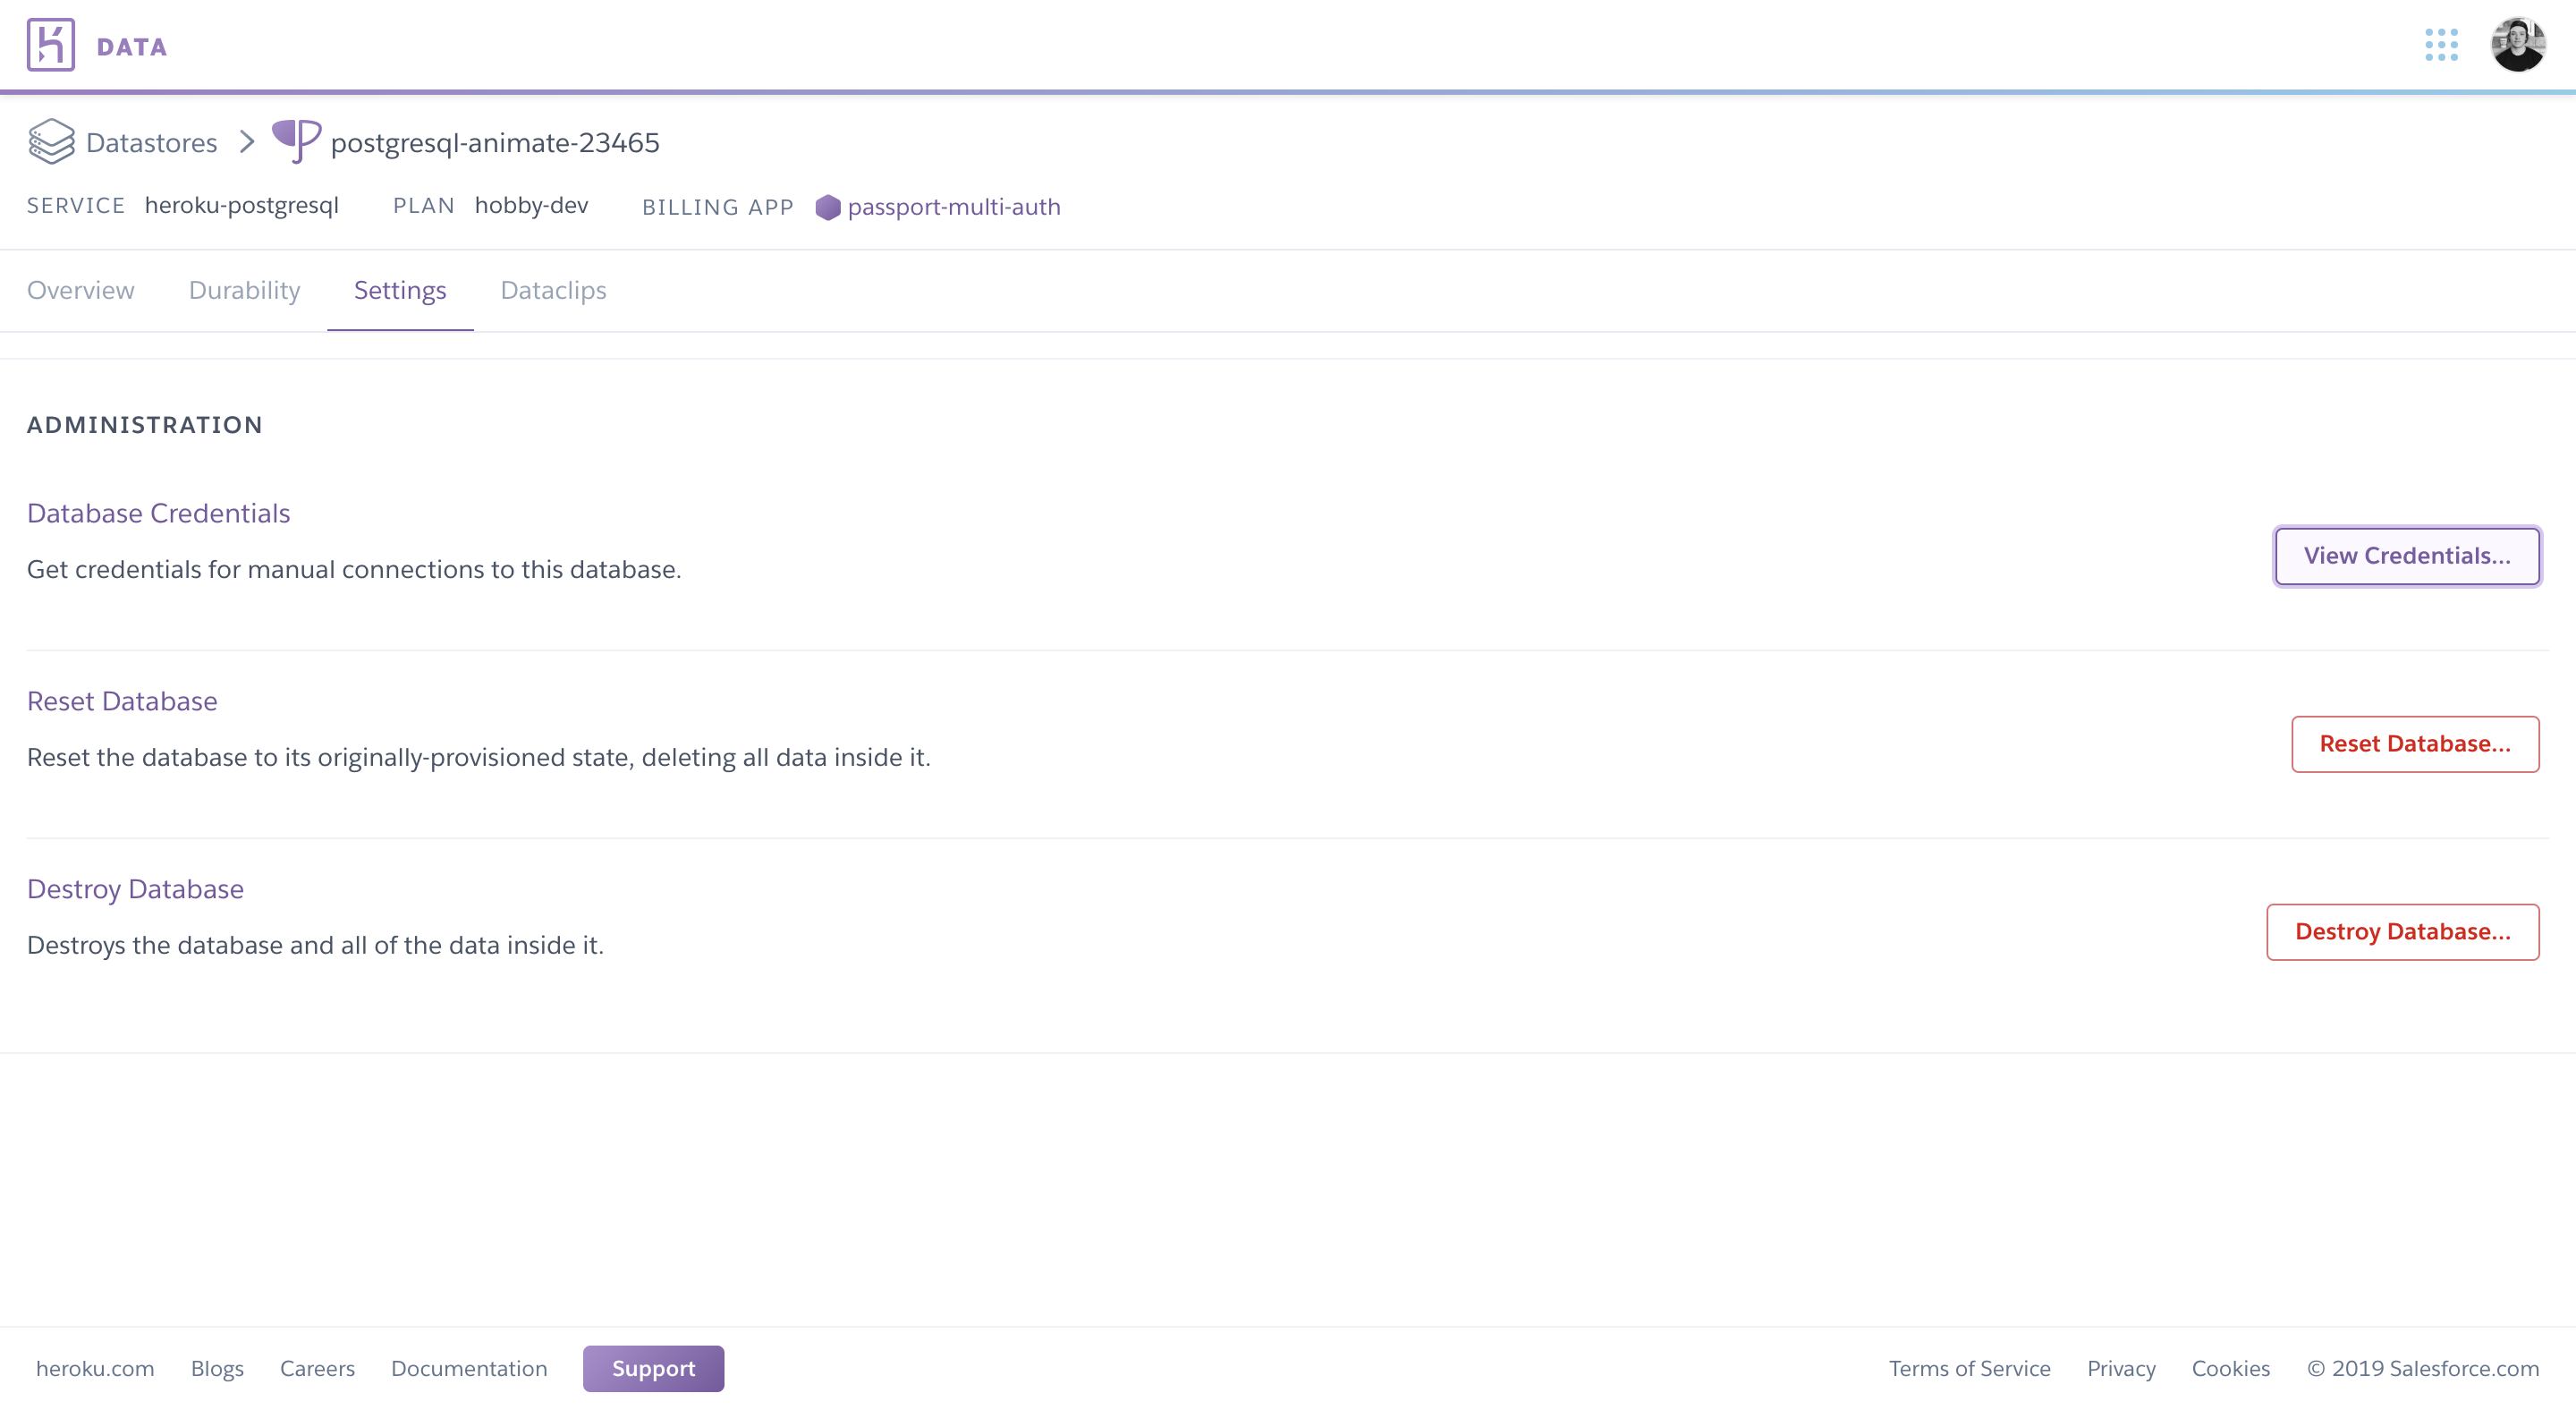 DATA
Datastores > postgresql-animate-23465
SERVICE heroku-postgresql PLAN hobby-dev BILLING APP passport-multi-auth
Overview Durability Settings Dataclips
ADMINISTRATION
Database Credentials
Get credentials for manual connections to this database.
View Credentials...
Reset Database
Reset the database to its originally-provisioned state, deleting all data inside it.
Reset Database...
Destroy Database
Destroys the database and all of the data inside it.
Destroy Database...
heroku.com Blogs Careers Documentation Support Terms of Service Privacy Cookies © 2019 Salesforce.com